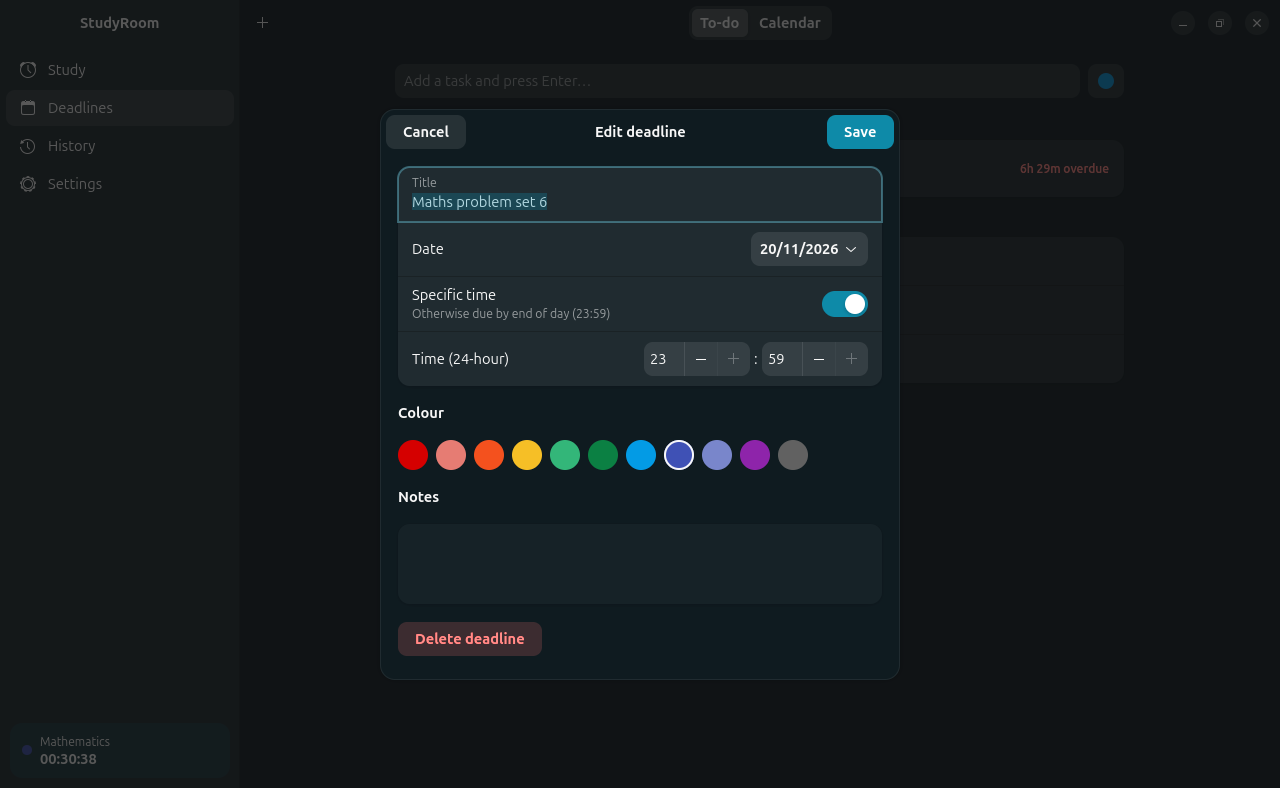 StudyRoom
To-do
Calendar
Study
Deadlines
History
Settings
Add a task and press Enter...
6h 29m overdue
Cancel
Edit deadline
Save
Title
Maths problem set 6
Date
20/11/2026
Specific time
Otherwise due by end of day (23:59)
Time (24-hour)
23 − + : 59 − +
Colour
Notes
Delete deadline
Mathematics
00:30:38